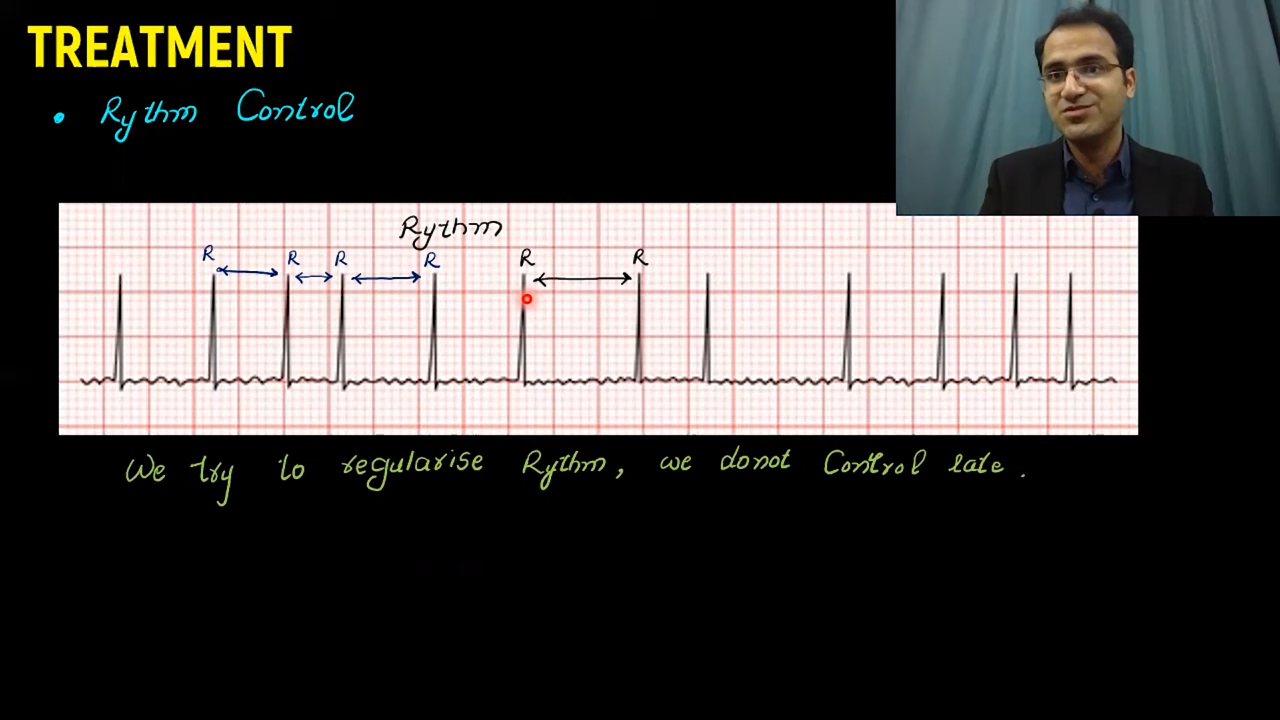 TREATMENT
• Rythm Control
Rythm
R R R R R R
We try to regularise Rythm, we donot Control rate.